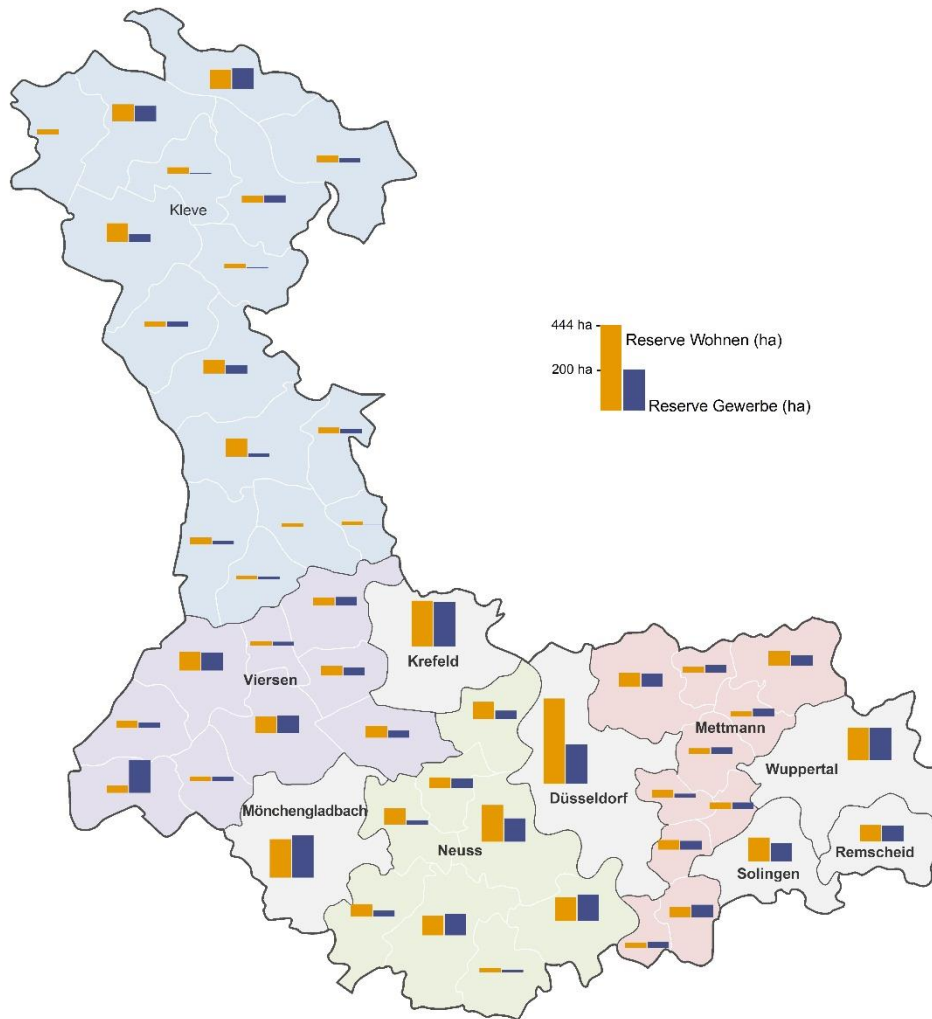 Kleve
444 ha
Reserve Wohnen (ha)
200 ha
Reserve Gewerbe (ha)
Krefeld
Viersen
Mettmann
Wuppertal
Düsseldorf
Mönchengladbach
Neuss
Remscheid
Solingen